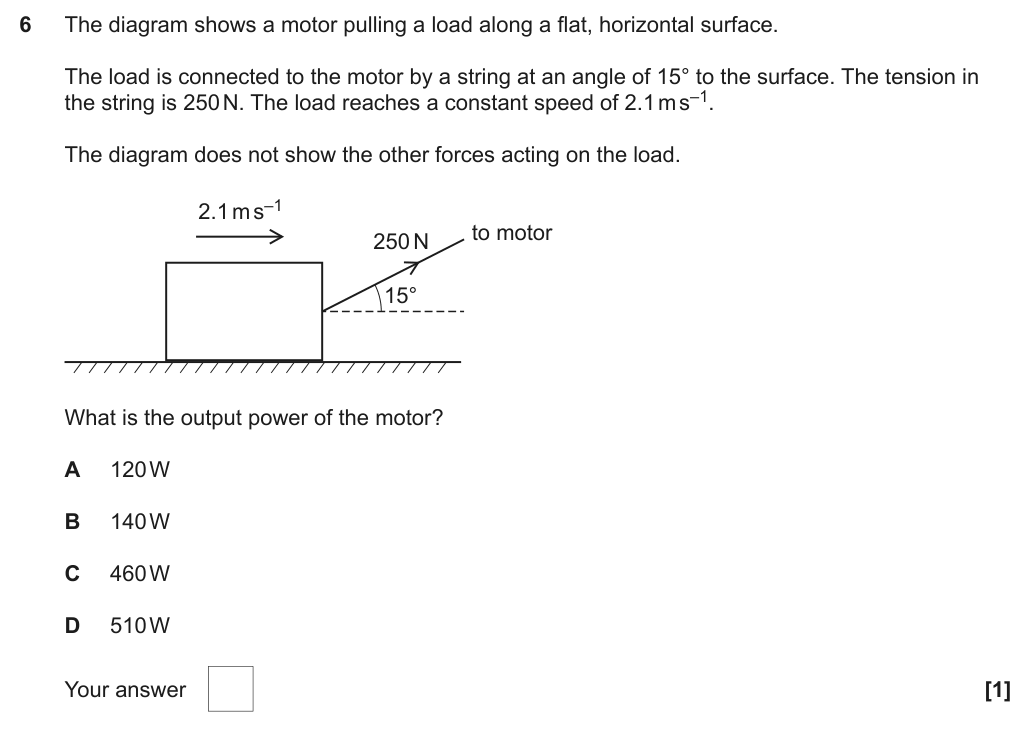 6 The diagram shows a motor pulling a load along a flat, horizontal surface.
The load is connected to the motor by a string at an angle of 15° to the surface. The tension in
the string is 250 N. The load reaches a constant speed of 2.1 m s⁻¹.
The diagram does not show the other forces acting on the load.
2.1 m s⁻¹
250 N
to motor
15°
What is the output power of the motor?
A 120 W
B 140 W
C 460 W
D 510 W
Your answer
[1]